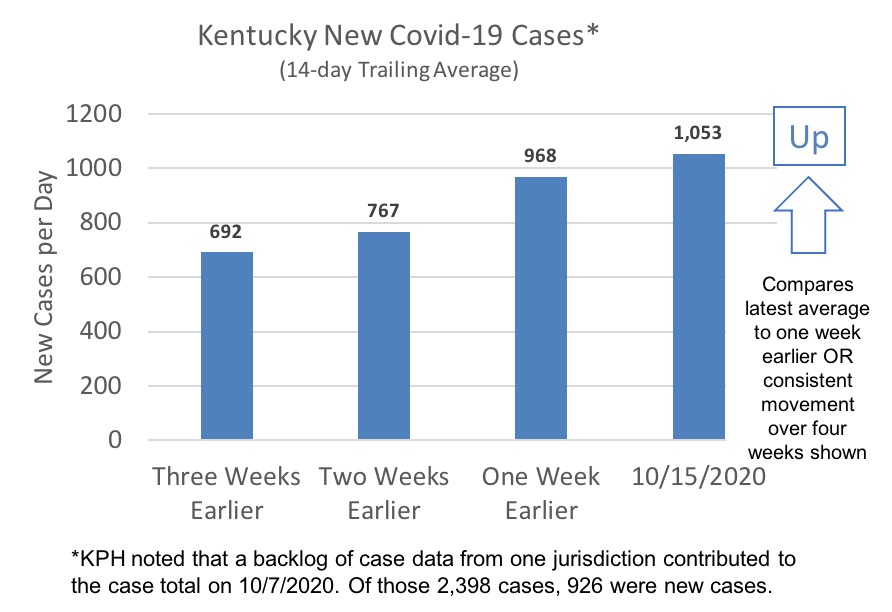 Kentucky New Covid-19 Cases*
(14-day Trailing Average)
New Cases per Day
1200
1000
800
600
400
200
0
692
767
968
1,053
Three Weeks
Earlier
Two Weeks
Earlier
One Week
Earlier
10/15/2020
Up
Compares
latest average
to one week
earlier OR
consistent
movement
over four
weeks shown
*KPH noted that a backlog of case data from one jurisdiction contributed to
the case total on 10/7/2020. Of those 2,398 cases, 926 were new cases.